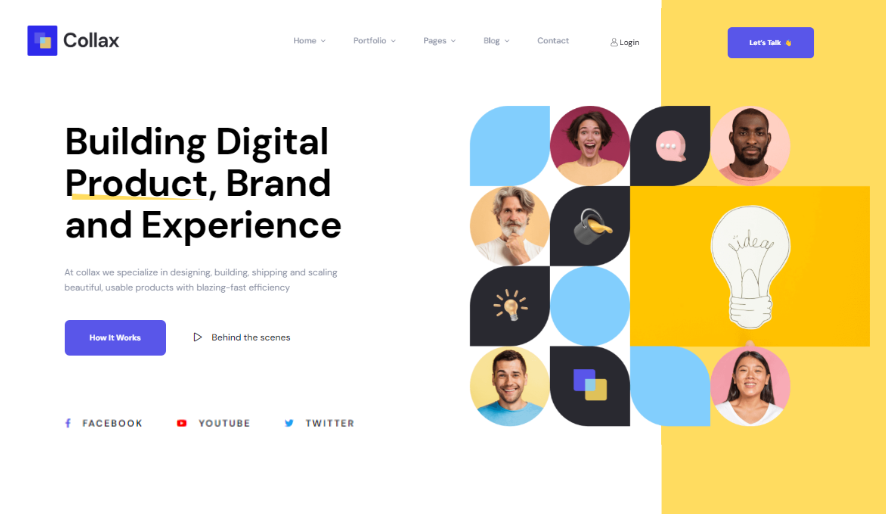 Collax
Home
Portfolio
Pages
Blog
Contact
Login
Let's Talk 👋
Building Digital
Product, Brand
and Experience
At collax we specialize in designing, building, shipping and scaling
beautiful, usable products with blazing-fast efficiency
How It Works
Behind the scenes
idea
FACEBOOK
YOUTUBE
TWITTER